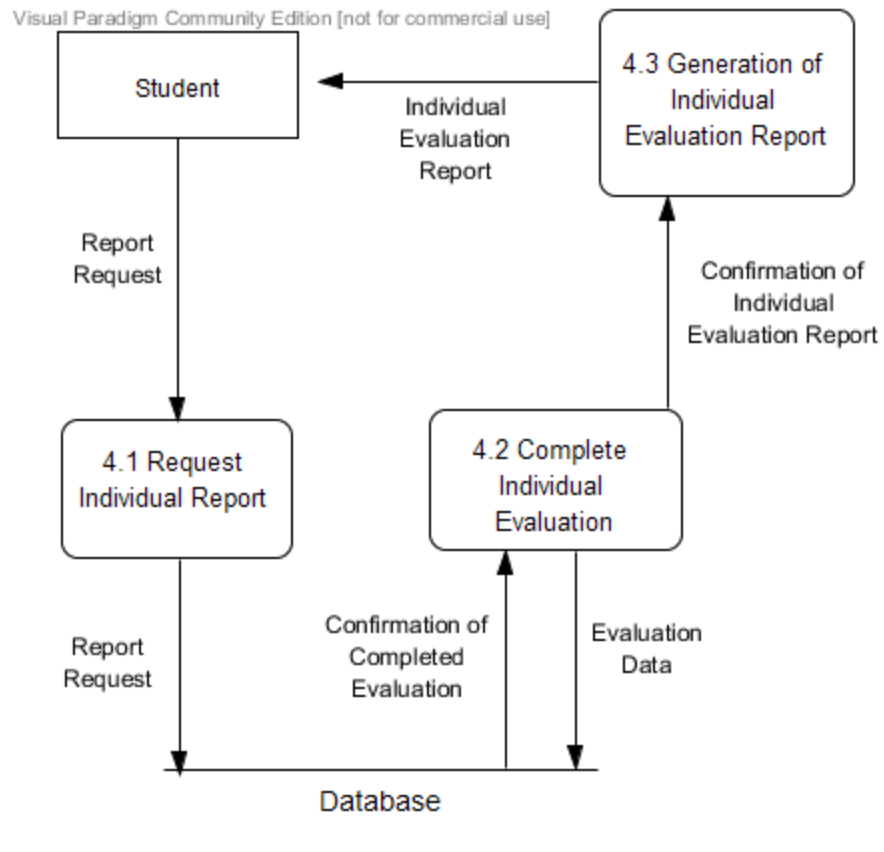 Visual Paradigm Community Edition [not for commercial use]
Student
4.3 Generation of
Individual
Evaluation Report
Individual
Evaluation
Report
Report
Request
Confirmation of
Individual
Evaluation Report
4.1 Request
Individual Report
4.2 Complete
Individual
Evaluation
Report
Request
Confirmation of
Completed
Evaluation
Evaluation
Data
Database